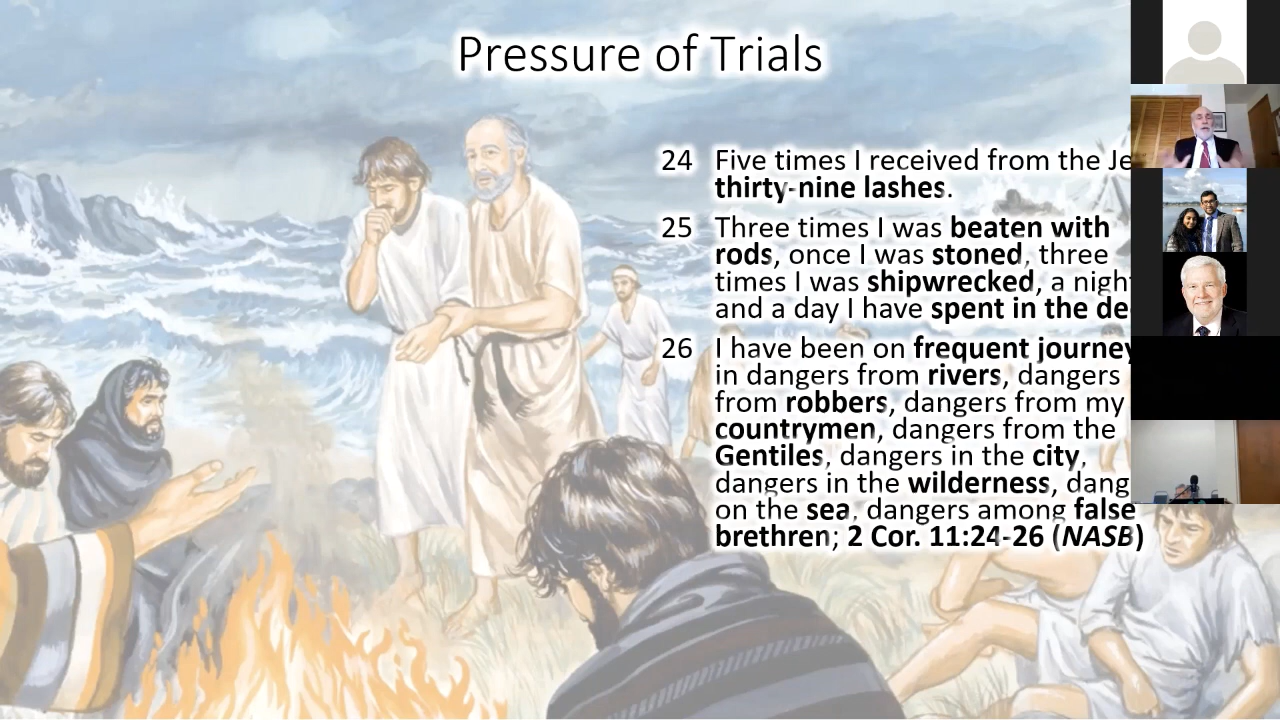 Pressure of Trials
24 Five times I received from the
thirty-nine lashes.
25 Three times I was beaten with
rods, once I was stoned, three
times I was shipwrecked, a night
and a day I have spent in the
26 I have been on frequent
in dangers from rivers, dangers
from robbers, dangers from my
countrymen, dangers from the
Gentiles, dangers in the city,
dangers in the wilderness,
on the sea, dangers among false
brethren; 2 Cor. 11:24-26 (NASB)